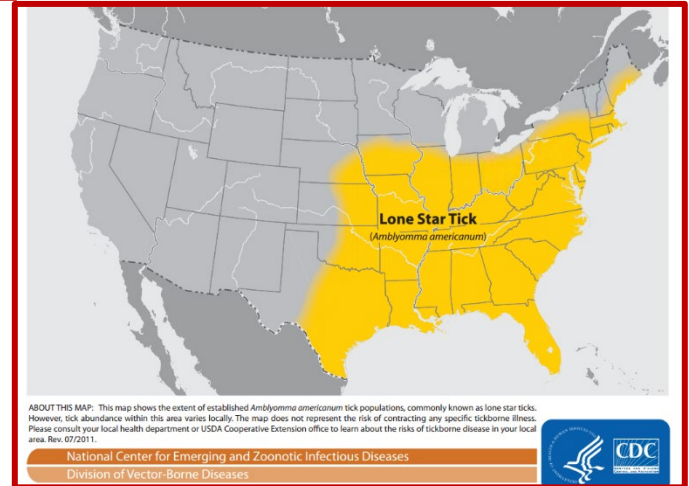 Lone Star Tick
(Amblyomma americanum)
ABOUT THIS MAP: This map shows the extent of established Amblyomma americanum tick populations, commonly known as lone star ticks.
However, tick abundance within this area varies locally. The map does not represent the risk of contracting any specific tickborne illness.
Please consult your local health department or USDA Cooperative Extension office to learn about the risks of tickborne disease in your local
area. Rev. 07/2011.
National Center for Emerging and Zoonotic Infectious Diseases
Division of Vector-Borne Diseases
CDC